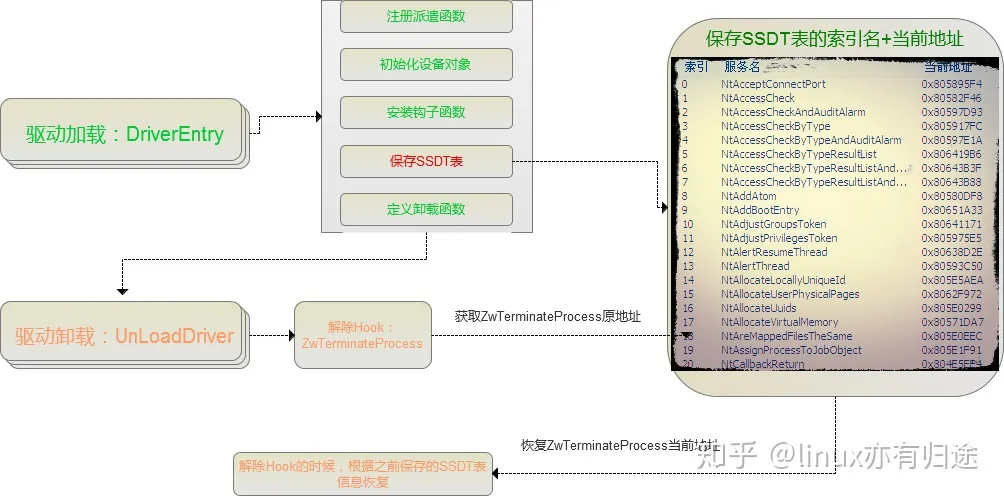 注册派遣函数
初始化设备对象
安装钩子函数
保存SSDT表
定义卸载函数
驱动加载：DriverEntry
保存SSDT表的索引名+当前地址
索引 服务名 当前地址
0 NtAcceptConnectPort 0x805895F4
1 NtAccessCheck 0x80582F46
2 NtAccessCheckAndAuditAlarm 0x80597D93
3 NtAccessCheckByType 0x805917FC
4 NtAccessCheckByTypeAndAuditAlarm 0x80597E1A
5 NtAccessCheckByTypeResultList 0x806419B6
6 NtAccessCheckByTypeResultListAnd... 0x80643B3F
7 NtAccessCheckByTypeResultListAnd... 0x80643B88
8 NtAddAtom 0x80580DF8
9 NtAddBootEntry 0x80651A33
10 NtAdjustGroupsToken 0x80641171
11 NtAdjustPrivilegesToken 0x805975E5
12 NtAlertResumeThread 0x80638D2E
13 NtAlertThread 0x80593C50
14 NtAllocateLocallyUniqueId 0x805E5AEA
15 NtAllocateUserPhysicalPages 0x8062F972
16 NtAllocateUuids 0x805E0299
17 NtAllocateVirtualMemory 0x80571DA7
18 NtAreMappedFilesTheSame 0x805E0EEC
19 NtAssignProcessToJobObject 0x805E1F91
20 NtCallbackReturn
驱动卸载：UnLoadDriver
解除Hook：
ZwTerminateProcess
获取ZwTerminateProcess原地址
恢复ZwTerminateProcess当前地址
解除Hook的时候，根据之前保存的SSDT表
信息恢复
知乎 @linux亦有归途